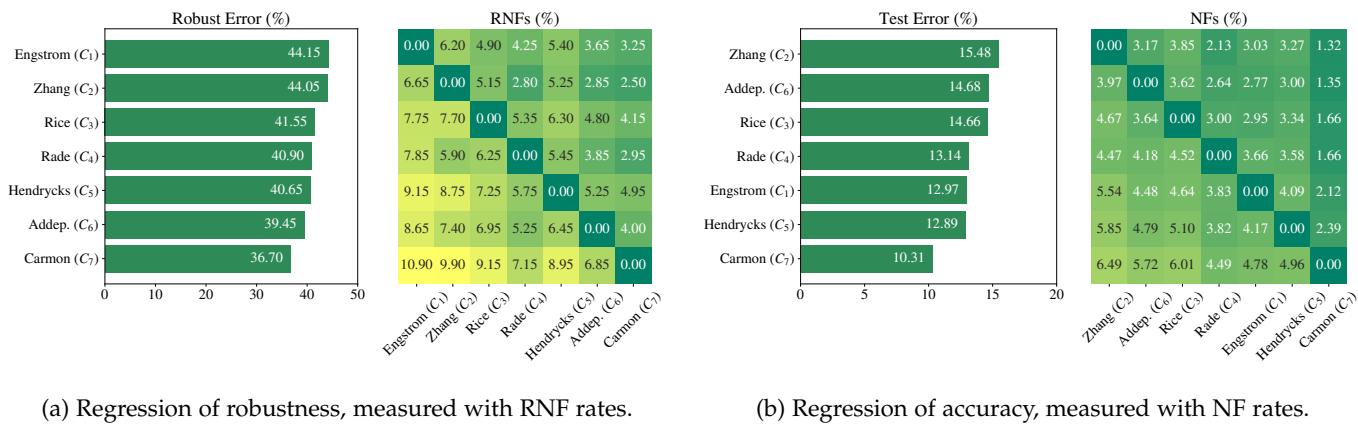 Robust Error (%)
Engstrom (C1) 44.15
Zhang (C2) 44.05
Rice (C3) 41.55
Rade (C4) 40.90
Hendrycks (C5) 40.65
Addep. (C6) 39.45
Carmon (C7) 36.70
0 10 20 30 40 50
RNFs (%)
0.00 6.20 4.90 4.25 5.40 3.65 3.25
6.65 0.00 5.15 2.80 5.25 2.85 2.50
7.75 7.70 0.00 5.35 6.30 4.80 4.15
7.85 5.90 6.25 0.00 5.45 3.85 2.95
9.15 8.75 7.25 5.75 0.00 5.25 4.95
8.65 7.40 6.95 5.25 6.45 0.00 4.00
10.90 9.90 9.15 7.15 8.95 6.85 0.00
Engstrom (C1)
Zhang (C2)
Rice (C3)
Rade (C4)
Hendrycks (C5)
Addep. (C6)
Carmon (C7)
(a) Regression of robustness, measured with RNF rates.
Test Error (%)
Zhang (C2) 15.48
Addep. (C6) 14.68
Rice (C3) 14.66
Rade (C4) 13.14
Engstrom (C1) 12.97
Hendrycks (C5) 12.89
Carmon (C7) 10.31
0 5 10 15 20
NFs (%)
0.00 3.17 3.85 2.13 3.03 3.27 1.32
3.97 0.00 3.62 2.64 2.77 3.00 1.35
4.67 3.64 0.00 3.00 2.95 3.34 1.66
4.47 4.18 4.52 0.00 3.66 3.58 1.66
5.54 4.48 4.64 3.83 0.00 4.09 2.12
5.85 4.79 5.10 3.82 4.17 0.00 2.39
6.49 5.72 6.01 4.49 4.78 4.96 0.00
Zhang (C2)
Addep. (C6)
Rice (C3)
Rade (C4)
Engstrom (C1)
Hendrycks (C5)
Carmon (C7)
(b) Regression of accuracy, measured with NF rates.